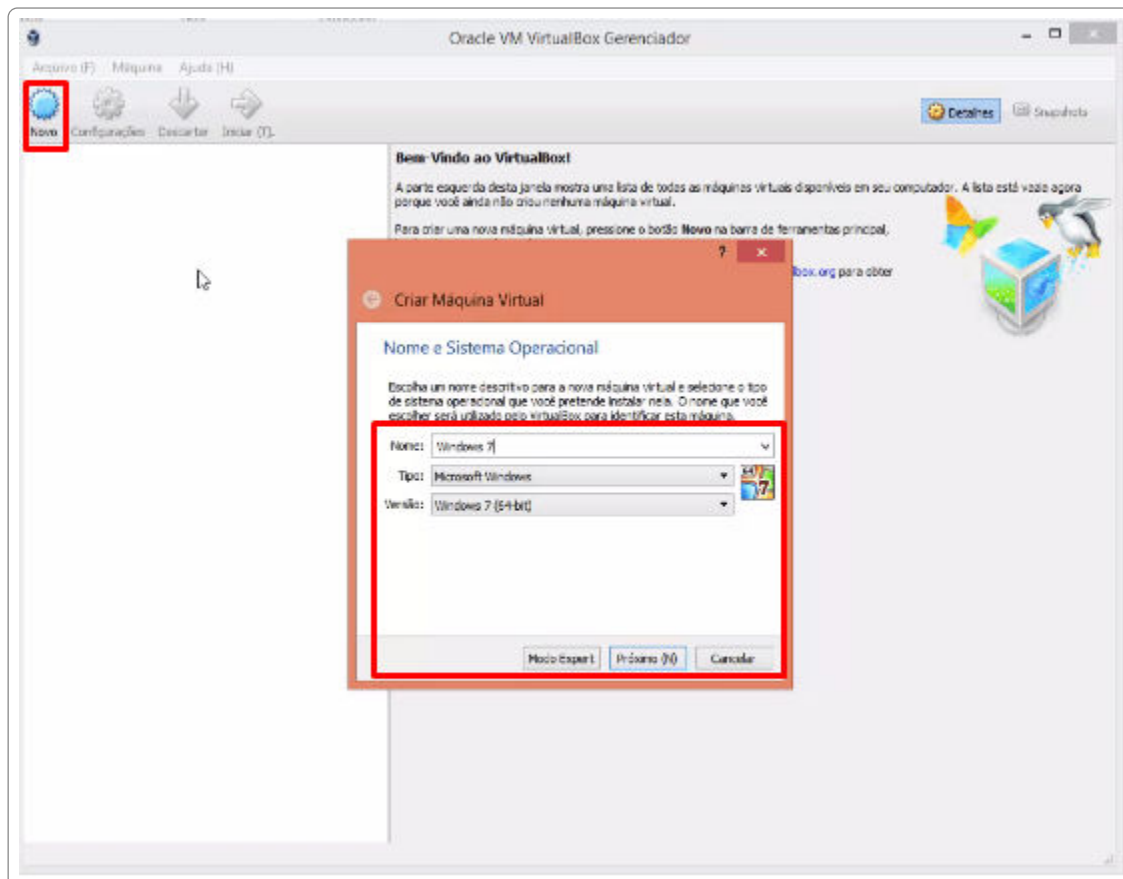 Oracle VM VirtualBox Gerenciador
Arquivo (F) Máquina Ajuda (H)
Novo Configurações Descartar Iniciar (T)
Detalhes Snapshots
Bem-Vindo ao VirtualBox!
A parte esquerda desta janela mostra uma lista de todas as máquinas virtuais disponíveis em seu computador. A lista está vazia agora
porque você ainda não criou nenhuma máquina virtual.
Para criar uma nova máquina virtual, pressione o botão Novo na barra de ferramentas principal,
box.org para obter
? x
Criar Máquina Virtual
Nome e Sistema Operacional
Escolha um nome descritivo para a nova máquina virtual e selecione o tipo
de sistema operacional que você pretende instalar nela. O nome que você
escolher será utilizado pelo VirtualBox para identificar esta máquina.
Nome: Windows 7
Tipo: Microsoft Windows
64 7
Versão: Windows 7 (64-bit)
Modo Expert Próximo (N) Cancelar